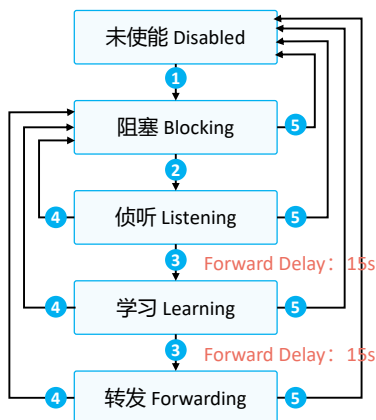 未使能 Disabled
1
阻塞 Blocking
5
2
4
侦听 Listening
5
3
Forward Delay：15s
4
学习 Learning
5
3
Forward Delay：15s
4
转发 Forwarding
5